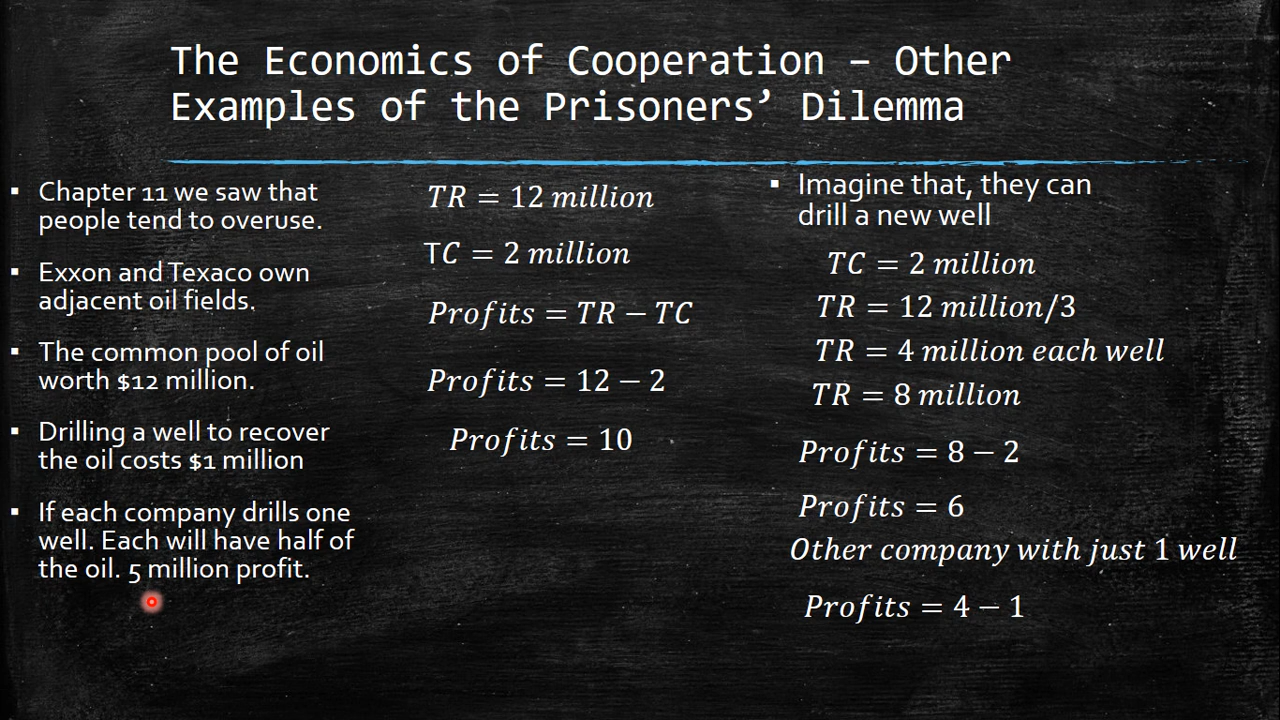 The Economics of Cooperation – Other
Examples of the Prisoners’ Dilemma
▪ Chapter 11 we saw that
people tend to overuse.
▪ Exxon and Texaco own
adjacent oil fields.
▪ The common pool of oil
worth $12 million.
▪ Drilling a well to recover
the oil costs $1 million
▪ If each company drills one
well. Each will have half of
the oil. 5 million profit.
TR = 12 million
TC = 2 million
Profits = TR − TC
Profits = 12 − 2
Profits = 10
▪ Imagine that, they can
drill a new well
TC = 2 million
TR = 12 million/3
TR = 4 million each well
TR = 8 million
Profits = 8 − 2
Profits = 6
Other company with just 1 well
Profits = 4 − 1